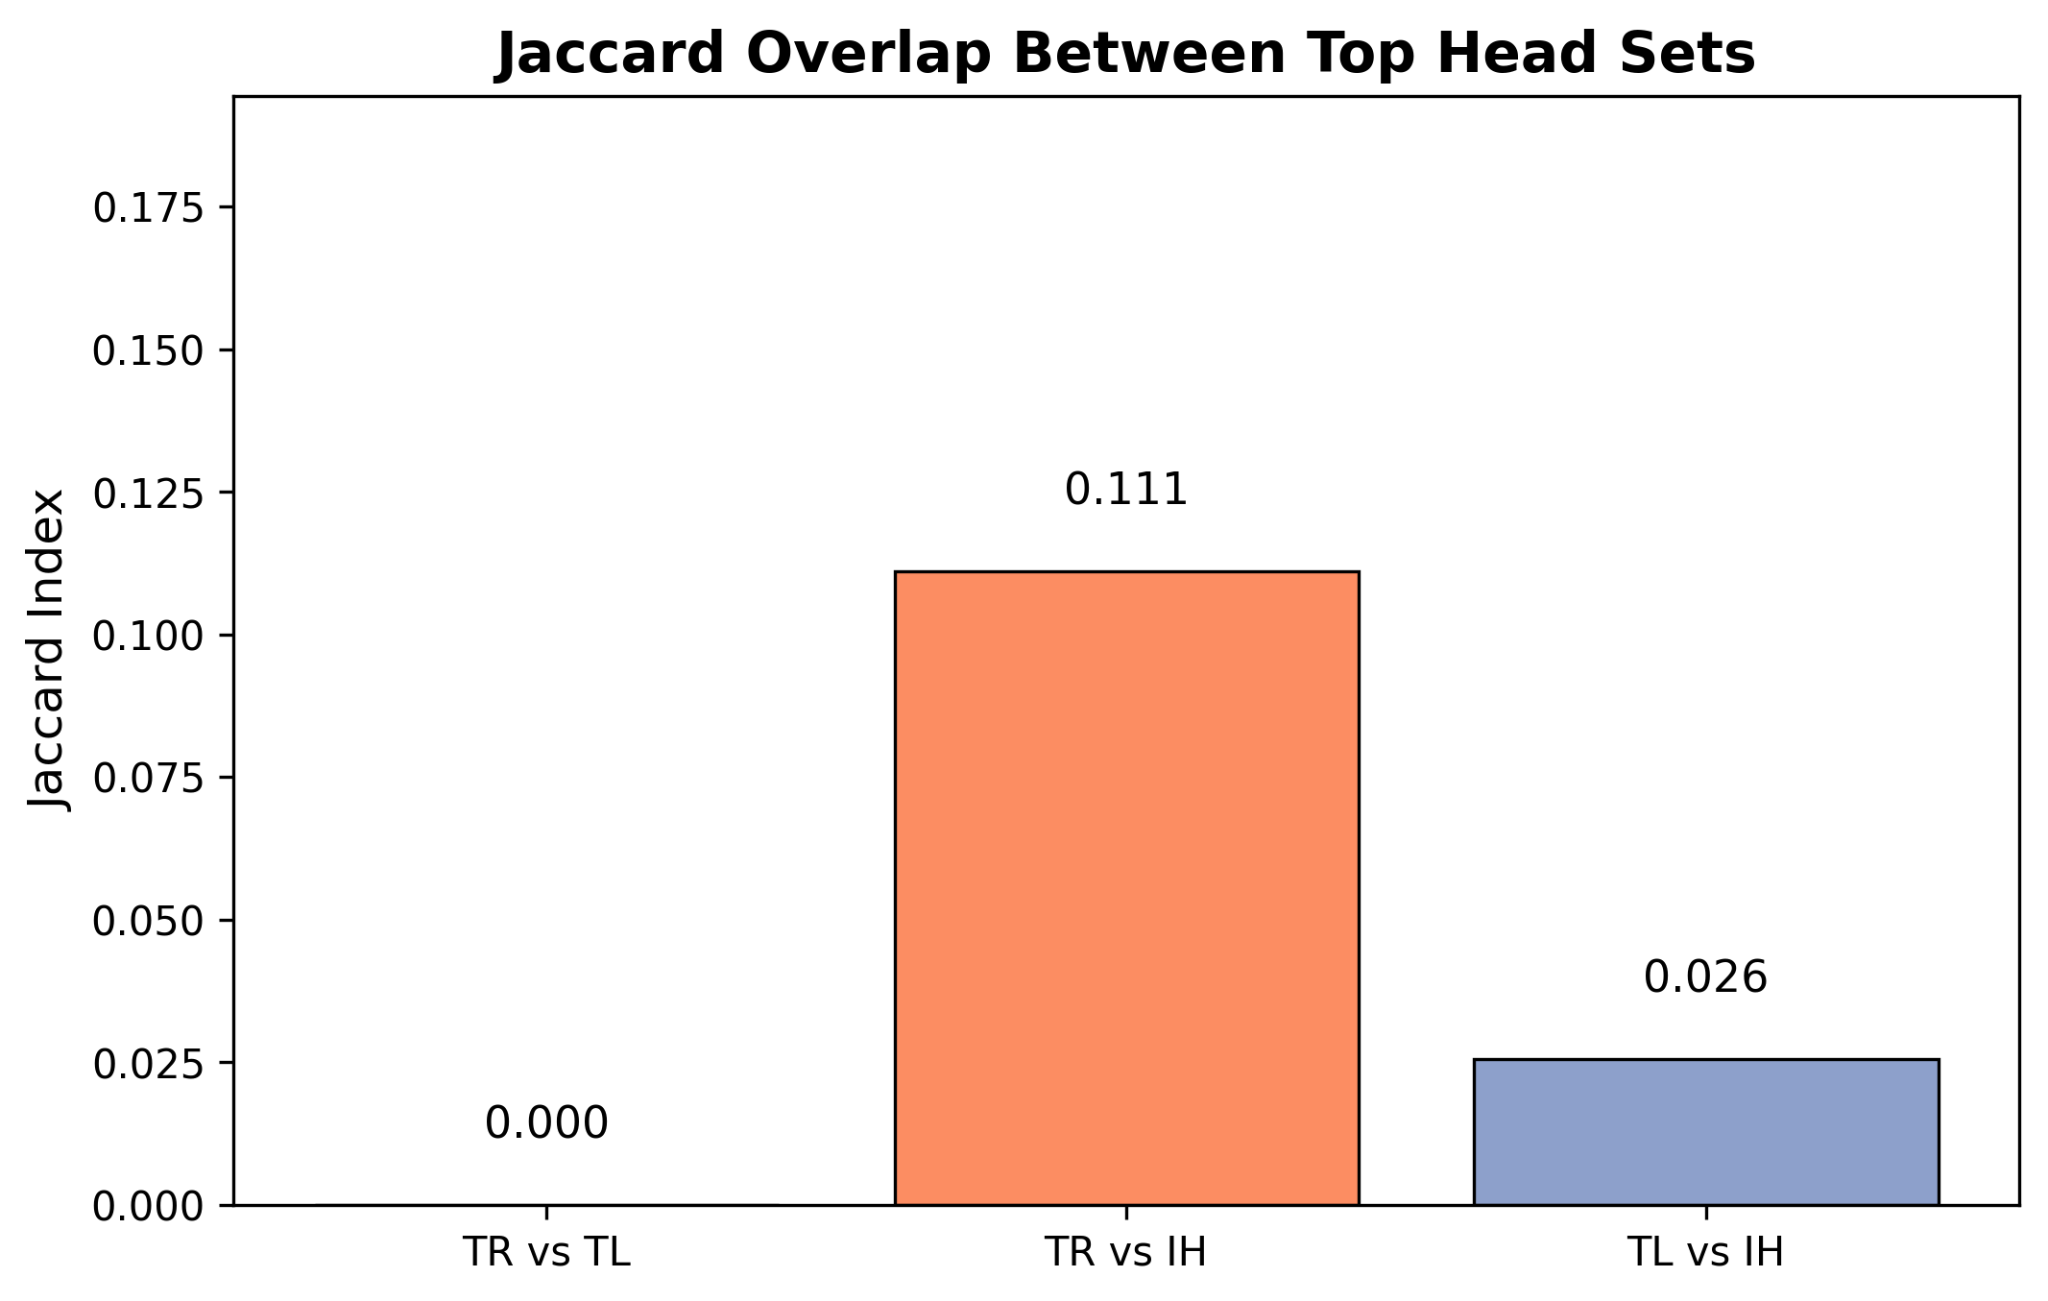 Jaccard Overlap Between Top Head Sets
Jaccard Index
0.175
0.150
0.125
0.100
0.075
0.050
0.025
0.000
0.000
0.111
0.026
TR vs TL
TR vs IH
TL vs IH